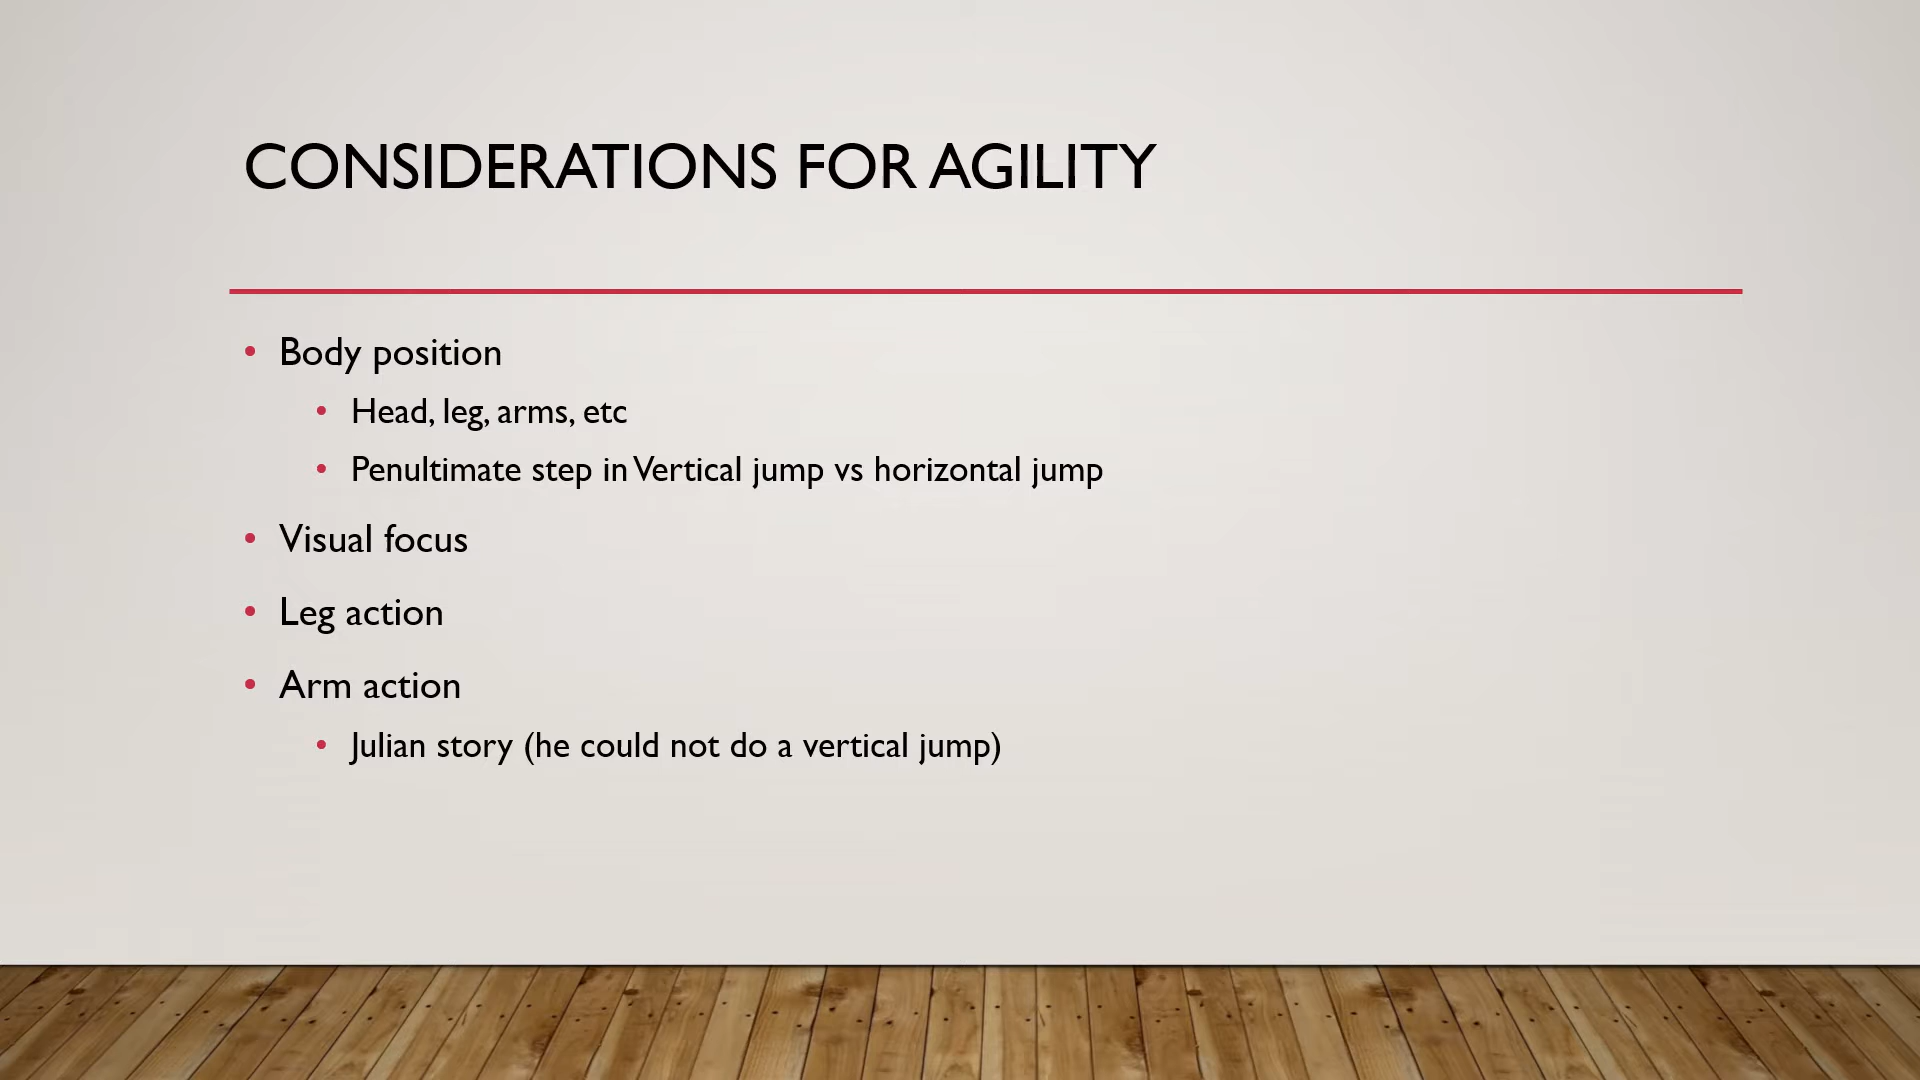 CONSIDERATIONS FOR AGILITY
• Body position
• Head, leg, arms, etc
• Penultimate step in Vertical jump vs horizontal jump
• Visual focus
• Leg action
• Arm action
• Julian story (he could not do a vertical jump)